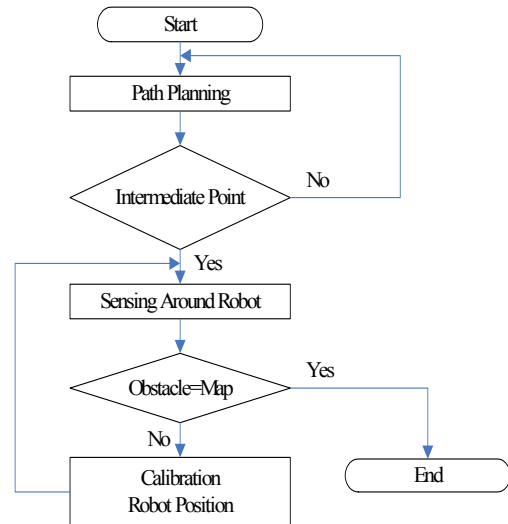 Start
Path Planning
Intermediate Point
No
Yes
Sensing Around Robot
Obstacle=Map
Yes
No
Calibration
Robot Position
End